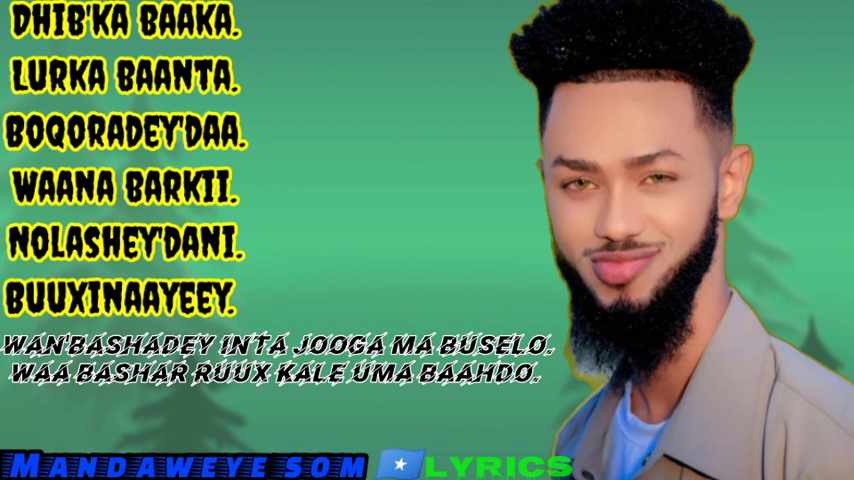 DHIB'KA BAAKA.
LURKA BAANTA.
BOQORADEY'DAA.
WAANA BARKII.
NOLASHEY'DANI.
BUUXINAAYEEY.
WAN'BASHADEY INTA JOOGA MA BUSELO.
WAA BASHAR RUUX KALE UMA BAAHDO.
MANDAWEYE SOM LYRICS